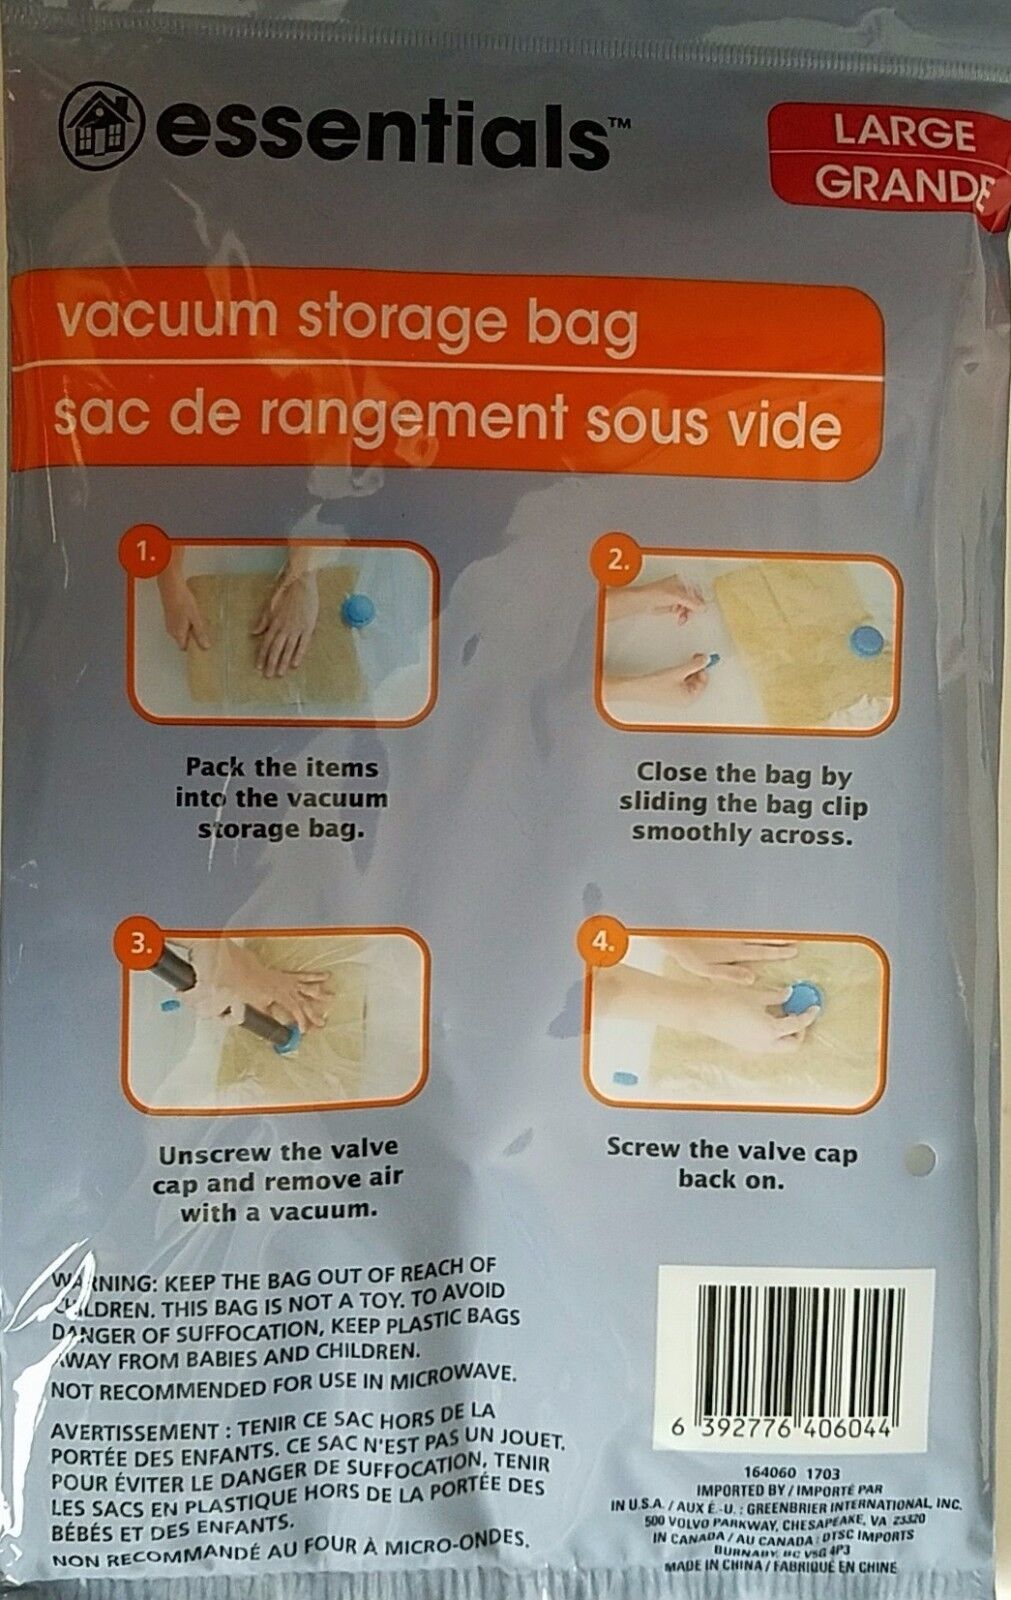 essentials™
LARGE
GRANDE
vacuum storage bag
sac de rangement sous vide
1.
2.
Pack the items
into the vacuum
storage bag.
Close the bag by
sliding the bag clip
smoothly across.
3.
4.
Unscrew the valve
cap and remove air
with a vacuum.
Screw the valve cap
back on.
WARNING: KEEP THE BAG OUT OF REACH OF
CHILDREN. THIS BAG IS NOT A TOY. TO AVOID
DANGER OF SUFFOCATION, KEEP PLASTIC BAGS
AWAY FROM BABIES AND CHILDREN.
NOT RECOMMENDED FOR USE IN MICROWAVE.
AVERTISSEMENT : TENIR CE SAC HORS DE LA
PORTÉE DES ENFANTS. CE SAC N'EST PAS UN JOUET.
POUR ÉVITER LE DANGER DE SUFFOCATION, TENIR
LES SACS EN PLASTIQUE HORS DE LA PORTÉE DES
BÉBÉS ET DES ENFANTS.
NON RECOMMANDÉ AU FOUR À MICRO-ONDES.
6 392776 406044
164060 1703
IMPORTED BY / IMPORTÉ PAR
IN U.S.A. / AUX É.-U. : GREENBRIER INTERNATIONAL, INC.
500 VOLVO PARKWAY, CHESAPEAKE, VA 23320
IN CANADA / AU CANADA : DTSC IMPORTS
BURNABY, BC V5G 4P3
MADE IN CHINA / FABRIQUÉ EN CHINE